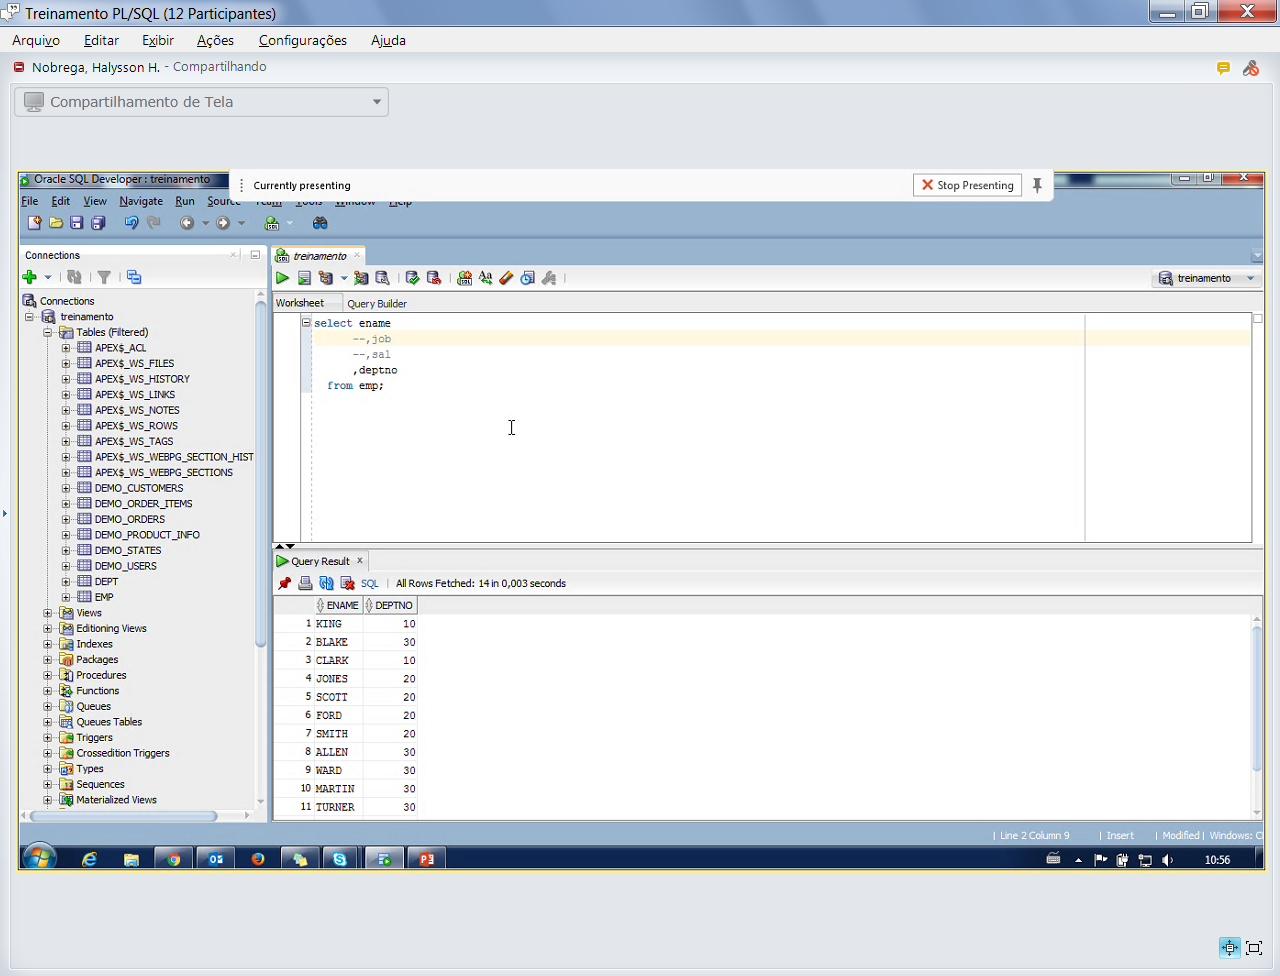 Treinamento PL/SQL (12 Participantes)
Arquivo Editar Exibir Ações Configurações Ajuda
Nobrega, Halysson H. - Compartilhando
Compartilhamento de Tela
Oracle SQL Developer : treinamento
Currently presenting
Stop Presenting
File Edit View Navigate Run Source Team Tools Window Help
Connections
treinamento
treinamento
Worksheet Query Builder
Connections
treinamento
Tables (Filtered)
APEX$_ACL
APEX$_WS_FILES
APEX$_WS_HISTORY
APEX$_WS_LINKS
APEX$_WS_NOTES
APEX$_WS_ROWS
APEX$_WS_TAGS
APEX$_WS_WEBPG_SECTION_HIST
APEX$_WS_WEBPG_SECTIONS
DEMO_CUSTOMERS
DEMO_ORDER_ITEMS
DEMO_ORDERS
DEMO_PRODUCT_INFO
DEMO_STATES
DEMO_USERS
DEPT
EMP
Views
Editioning Views
Indexes
Packages
Procedures
Functions
Queues
Queues Tables
Triggers
Crossedition Triggers
Types
Sequences
Materialized Views
select ename
--,job
--,sal
,deptno
from emp;
Query Result
SQL All Rows Fetched: 14 in 0,003 seconds
ENAME DEPTNO
1 KING 10
2 BLAKE 30
3 CLARK 10
4 JONES 20
5 SCOTT 20
6 FORD 20
7 SMITH 20
8 ALLEN 30
9 WARD 30
10 MARTIN 30
11 TURNER 30
Line 2 Column 9 Insert Modified Windows: C
10:56